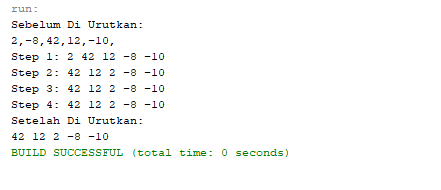 run:
Sebelum Di Urutkan:
2,-8,42,12,-10,
Step 1: 2 42 12 -8 -10
Step 2: 42 12 2 -8 -10
Step 3: 42 12 2 -8 -10
Step 4: 42 12 2 -8 -10
Setelah Di Urutkan:
42 12 2 -8 -10
BUILD SUCCESSFUL (total time: 0 seconds)